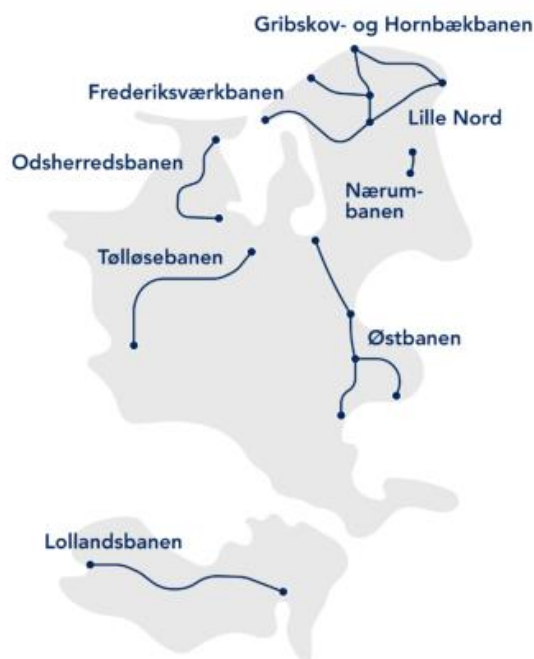 Gribskov- og Hornbækbanen
Frederiksværkbanen
Lille Nord
Odsherredsbanen
Nærum-
banen
Tølløsebanen
Østbanen
Lollandsbanen